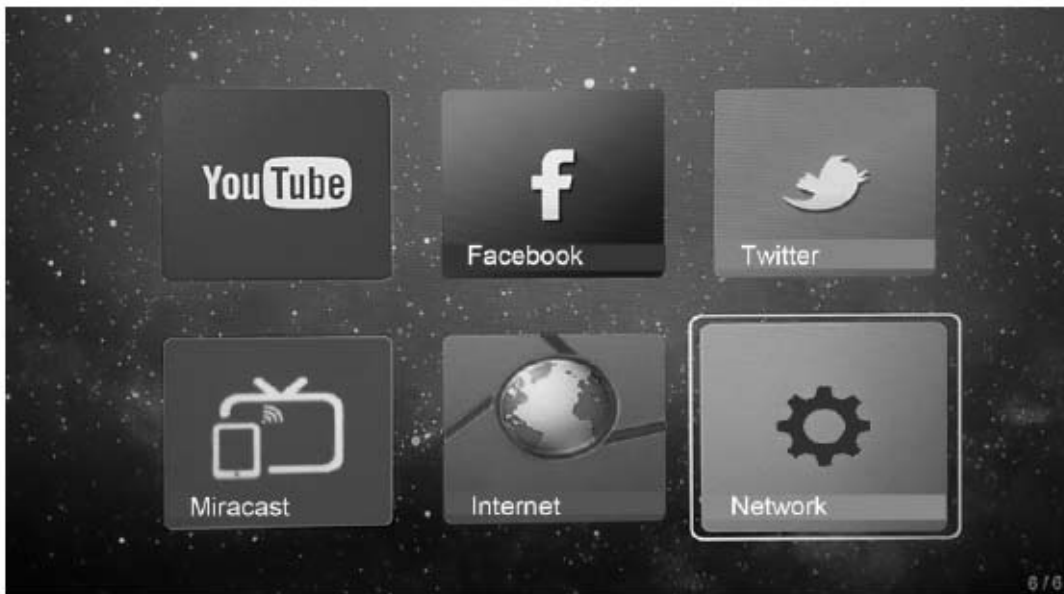 YouTube
Facebook
Twitter
Miracast
Internet
Network
6 / 6